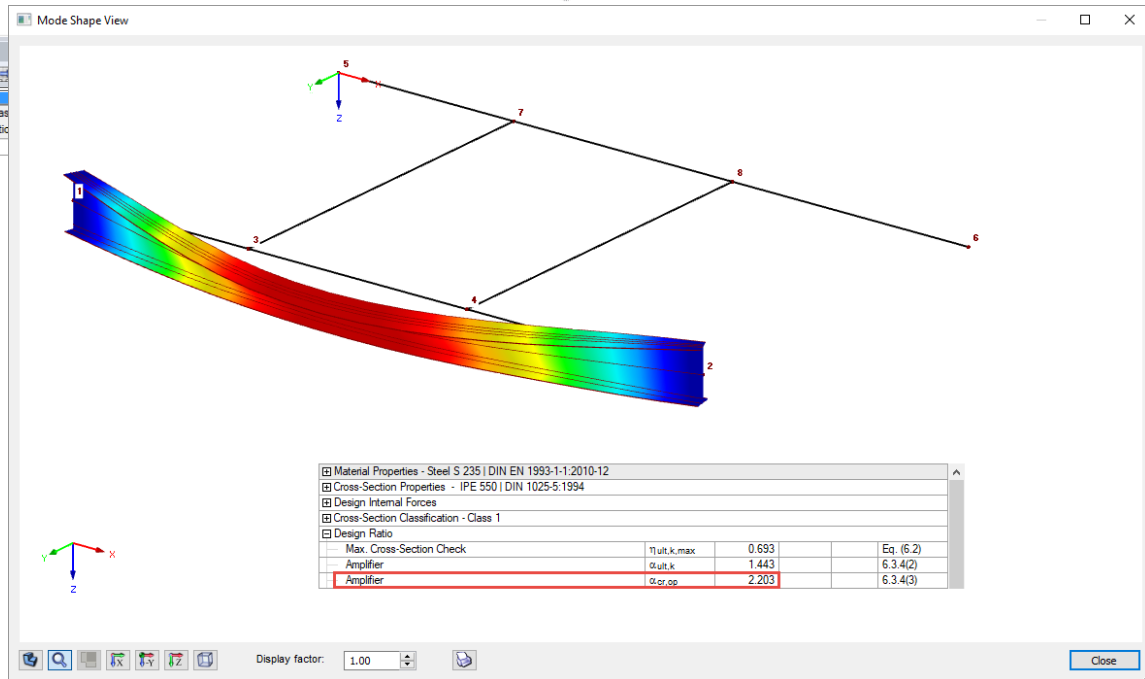 Mode Shape View
as
tic
5
X
Y
Z
7
8
6
1
3
4
2
Material Properties - Steel S 235 | DIN EN 1993-1-1:2010-12
Cross-Section Properties - IPE 550 | DIN 1025-5:1994
Design Internal Forces
Cross-Section Classification - Class 1
Design Ratio
Max. Cross-Section Check ηult,k,max 0.693 Eq. (6.2)
Amplifier αult,k 1.443 6.3.4(2)
Amplifier αcr,op 2.203 6.3.4(3)
Y X
Z
X -Y Z Display factor: 1.00 Close